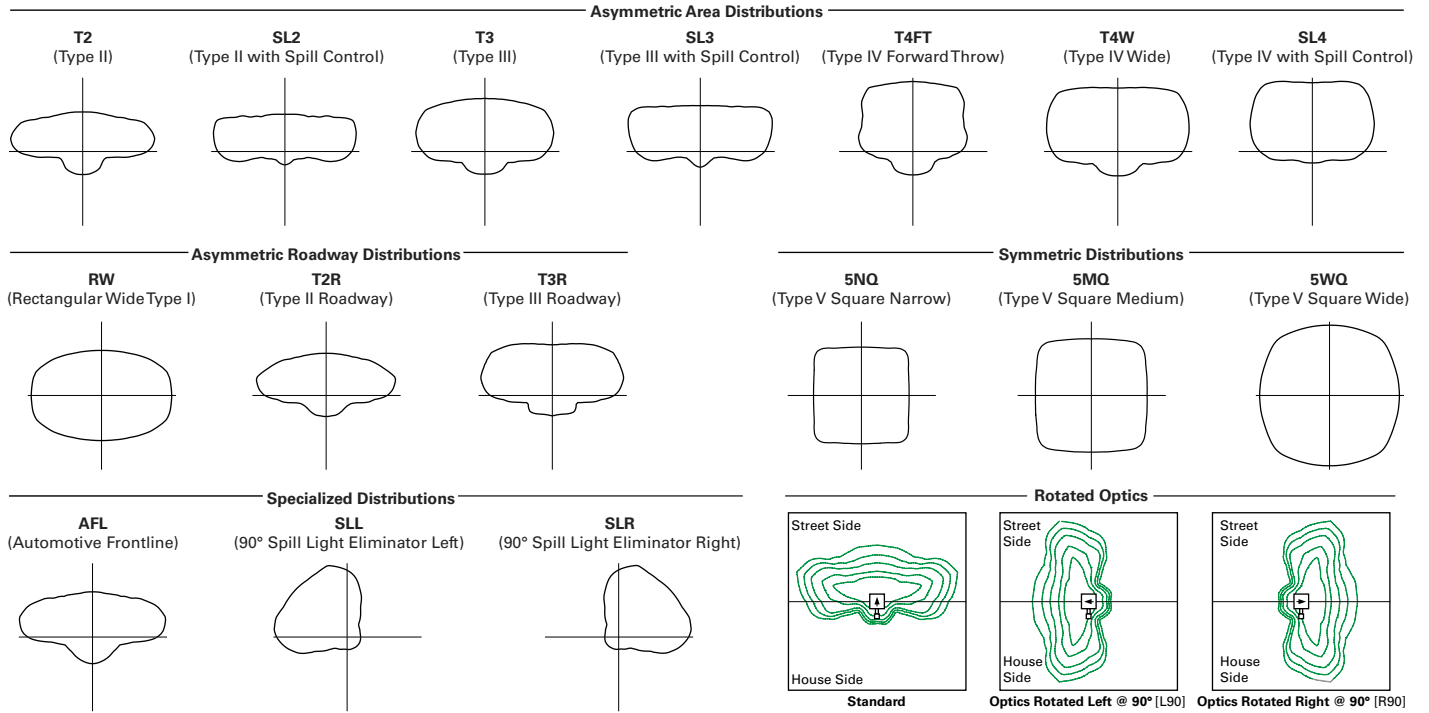 Asymmetric Area Distributions
T2
(Type II)
SL2
(Type II with Spill Control)
T3
(Type III)
SL3
(Type III with Spill Control)
T4FT
(Type IV Forward Throw)
T4W
(Type IV Wide)
SL4
(Type IV with Spill Control)
Asymmetric Roadway Distributions
RW
(Rectangular Wide Type I)
T2R
(Type II Roadway)
T3R
(Type III Roadway)
Symmetric Distributions
5NQ
(Type V Square Narrow)
5MQ
(Type V Square Medium)
5WQ
(Type V Square Wide)
Specialized Distributions
AFL
(Automotive Frontline)
SLL
(90° Spill Light Eliminator Left)
SLR
(90° Spill Light Eliminator Right)
Rotated Optics
Street Side
House Side
Standard
Street
Side
House
Side
Optics Rotated Left @ 90° [L90]
Street
Side
House
Side
Optics Rotated Right @ 90° [R90]